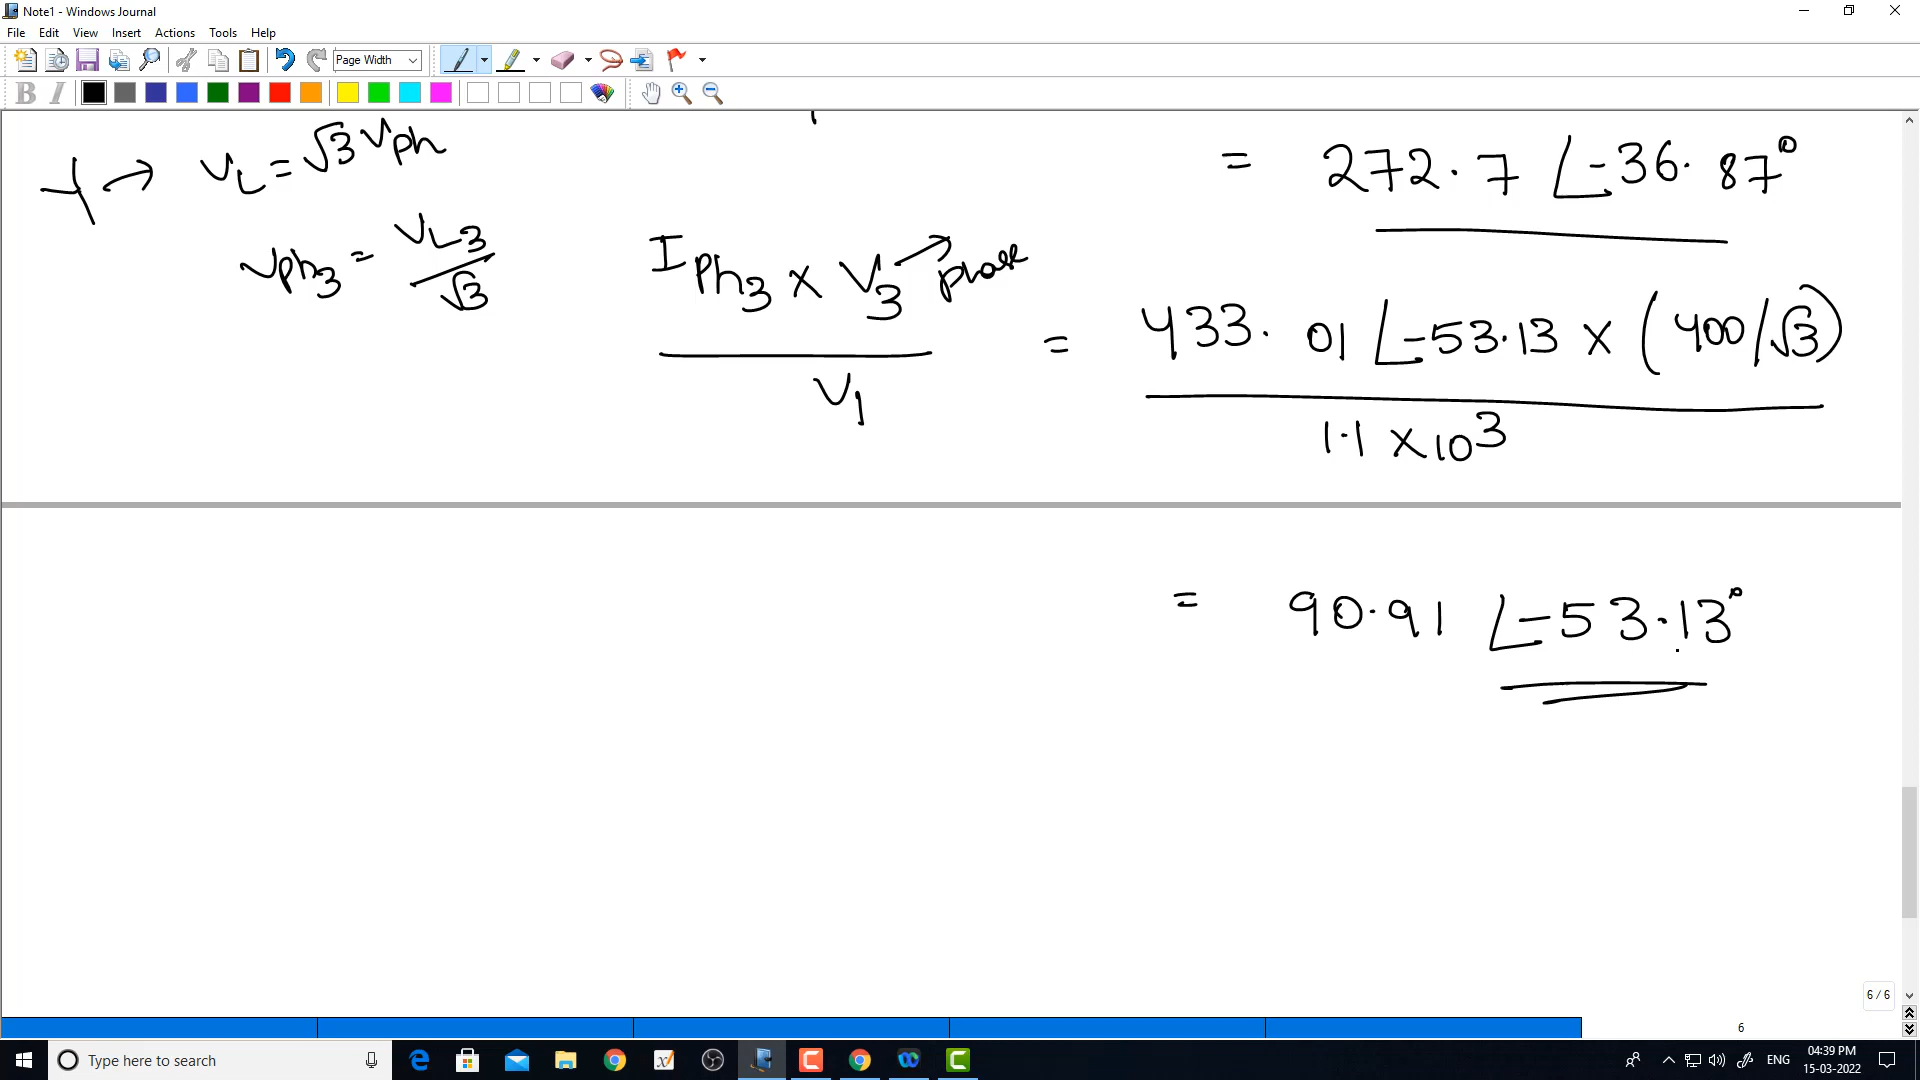 Note1 - Windows Journal
File Edit View Insert Actions Tools Help
Page Width
B I
Y → VL = √3 Vph
= 272.7 ∠-36.87°
Vph3 = VL3 / √3
Iph3 × V3 → phase
V1
= 433.01 ∠-53.13 × (400/√3)
1.1 × 10³
= 90.91 ∠-53.13°
6 / 6
6
Type here to search
ENG
04:39 PM
15-03-2022